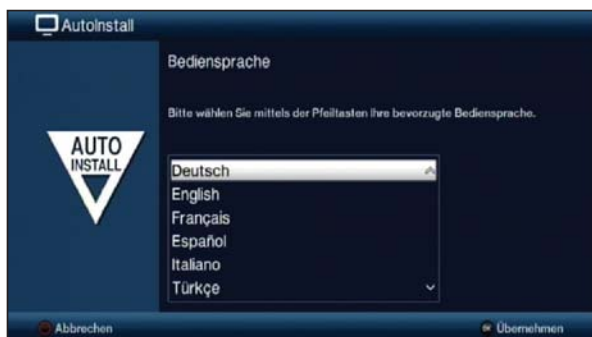 AutoInstall
Bediensprache
Bitte wählen Sie mittels der Pfeiltasten Ihre bevorzugte Bediensprache.
AUTO
INSTALL
Deutsch
English
Français
Español
Italiano
Türkçe
Abbrechen
OK Übernehmen